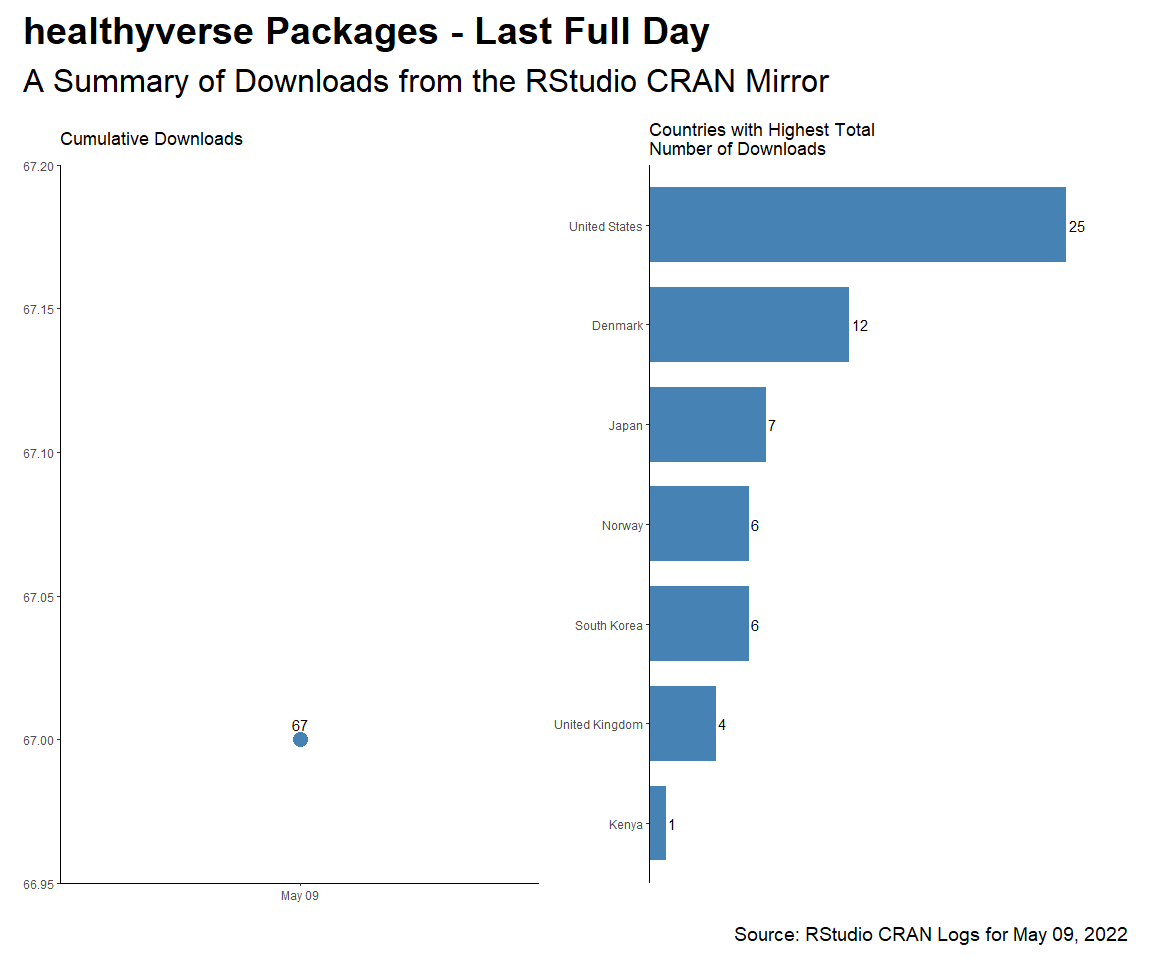 healthyverse Packages - Last Full Day
A Summary of Downloads from the RStudio CRAN Mirror
Cumulative Downloads
67.20
67.15
67.10
67.05
67.00
66.95
67
May 09
Countries with Highest Total
Number of Downloads
United States 25
Denmark 12
Japan 7
Norway 6
South Korea 6
United Kingdom 4
Kenya 1
Source: RStudio CRAN Logs for May 09, 2022